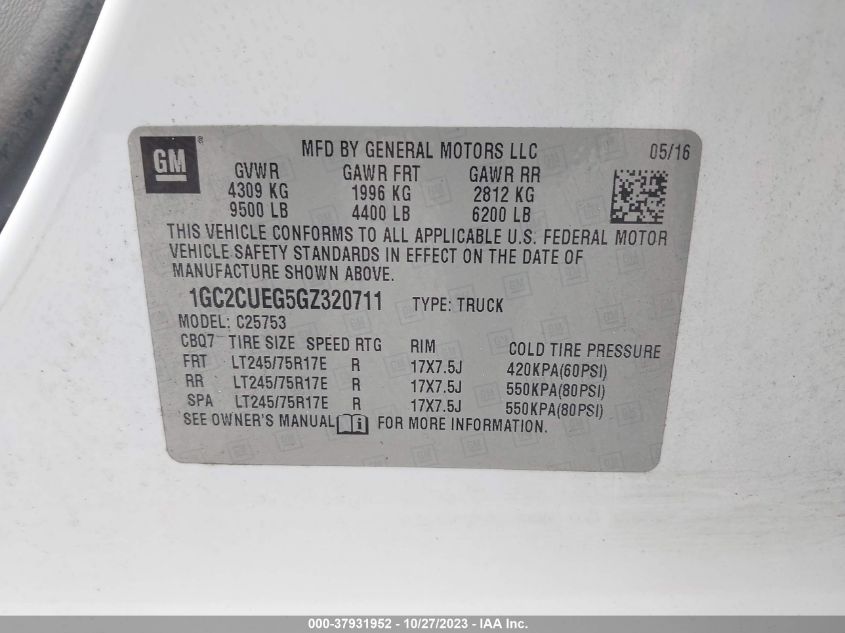 GM ® MFD BY GENERAL MOTORS LLC 05/16
GVWR GAWR FRT GAWR RR
4309 KG 1996 KG 2812 KG
9500 LB 4400 LB 6200 LB
THIS VEHICLE CONFORMS TO ALL APPLICABLE U.S. FEDERAL MOTOR
VEHICLE SAFETY STANDARDS IN EFFECT ON THE DATE OF
MANUFACTURE SHOWN ABOVE.
1GC2CUEG5GZ320711 TYPE: TRUCK
MODEL: C25753
CBQ7 TIRE SIZE SPEED RTG RIM COLD TIRE PRESSURE
FRT LT245/75R17E R 17X7.5J 420KPA(60PSI)
RR LT245/75R17E R 17X7.5J 550KPA(80PSI)
SPA LT245/75R17E R 17X7.5J 550KPA(80PSI)
SEE OWNER'S MANUAL FOR MORE INFORMATION.
000-37931952 - 10/27/2023 - © IAA Inc.